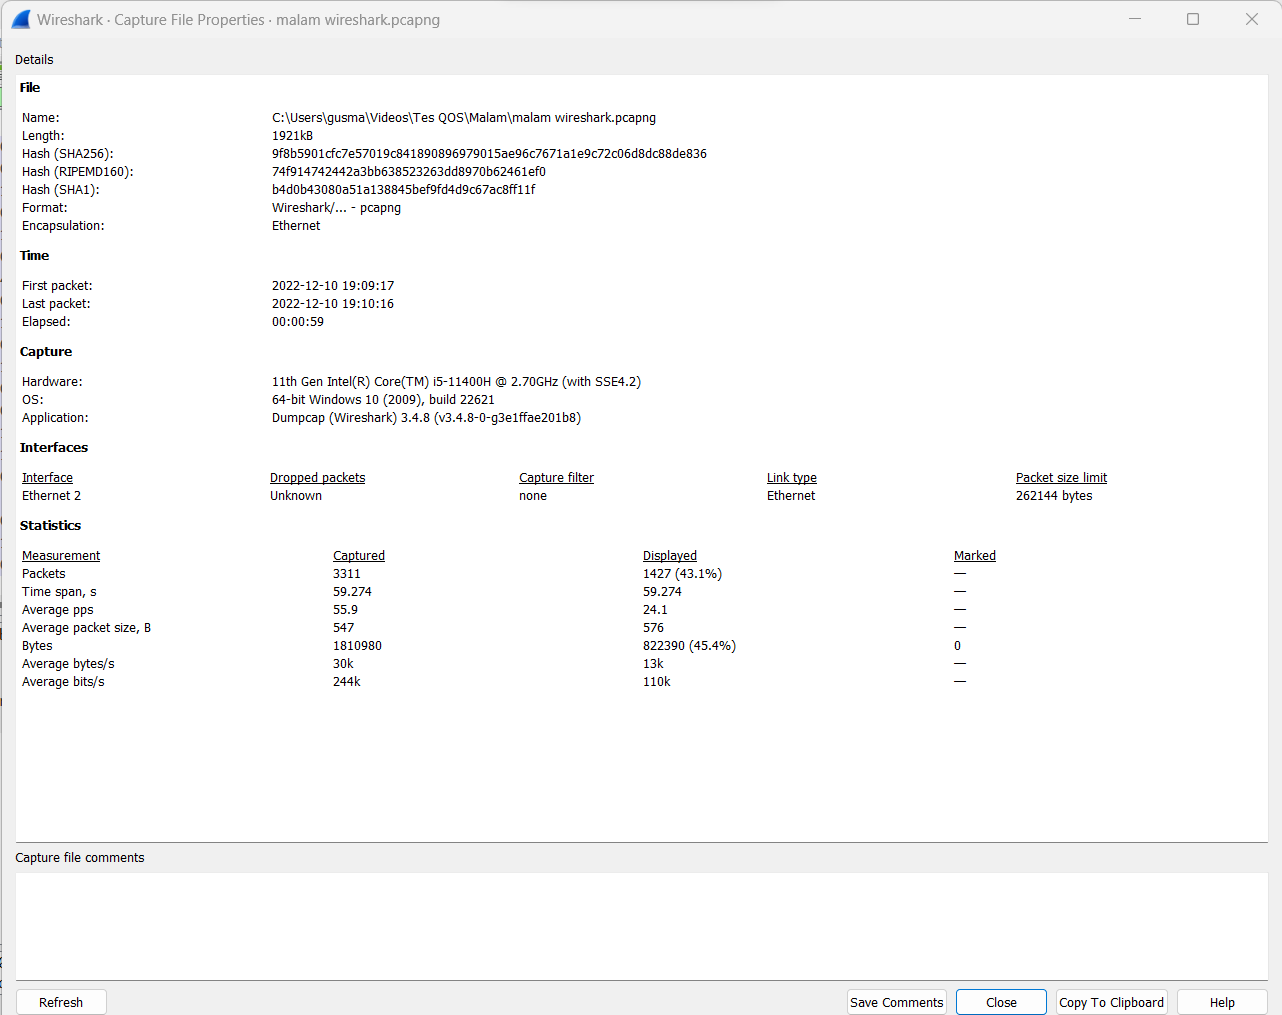 Wireshark · Capture File Properties · malam wireshark.pcapng
Details
File
Name: C:\Users\gusma\Videos\Tes QOS\Malam\malam wireshark.pcapng
Length: 1921kB
Hash (SHA256): 9f8b5901cfc7e57019c841890896979015ae96c7671a1e9c72c06d8dc88de836
Hash (RIPEMD160): 74f914742442a3bb638523263dd8970b62461ef0
Hash (SHA1): b4d0b43080a51a138845bef9fd4d9c67ac8ff11f
Format: Wireshark/... - pcapng
Encapsulation: Ethernet
Time
First packet: 2022-12-10 19:09:17
Last packet: 2022-12-10 19:10:16
Elapsed: 00:00:59
Capture
Hardware: 11th Gen Intel(R) Core(TM) i5-11400H @ 2.70GHz (with SSE4.2)
OS: 64-bit Windows 10 (2009), build 22621
Application: Dumpcap (Wireshark) 3.4.8 (v3.4.8-0-g3e1ffae201b8)
Interfaces
Interface Dropped packets Capture filter Link type Packet size limit
Ethernet 2 Unknown none Ethernet 262144 bytes
Statistics
Measurement Captured Displayed Marked
Packets 3311 1427 (43.1%) —
Time span, s 59.274 59.274 —
Average pps 55.9 24.1 —
Average packet size, B 547 576 —
Bytes 1810980 822390 (45.4%) 0
Average bytes/s 30k 13k —
Average bits/s 244k 110k —
Capture file comments
Refresh Save Comments Close Copy To Clipboard Help